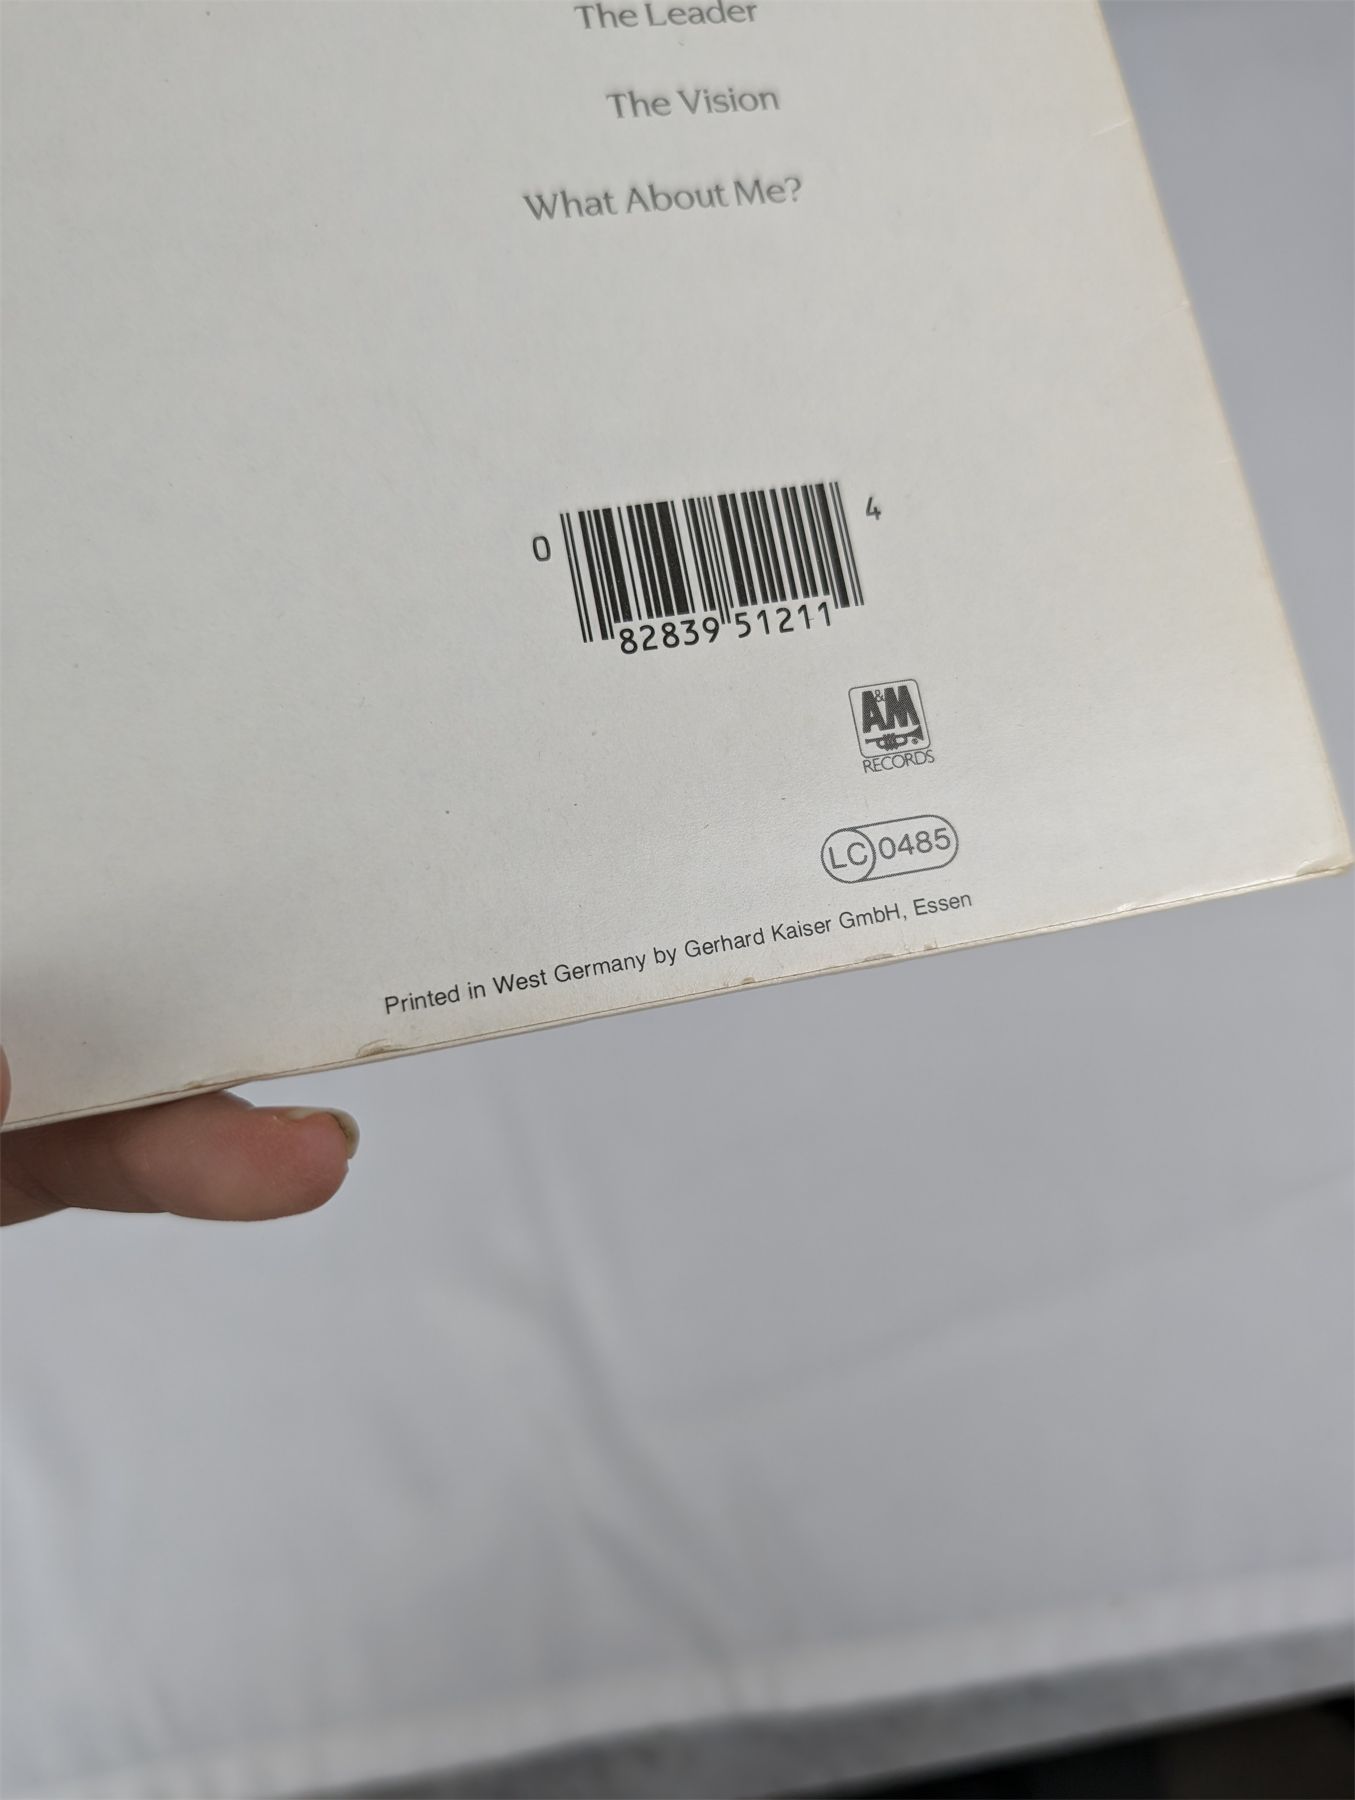 The Leader
The Vision
What About Me?
0
4
82839 51211
A&M
RECORDS
LC 0485
Printed in West Germany by Gerhard Kaiser GmbH, Essen